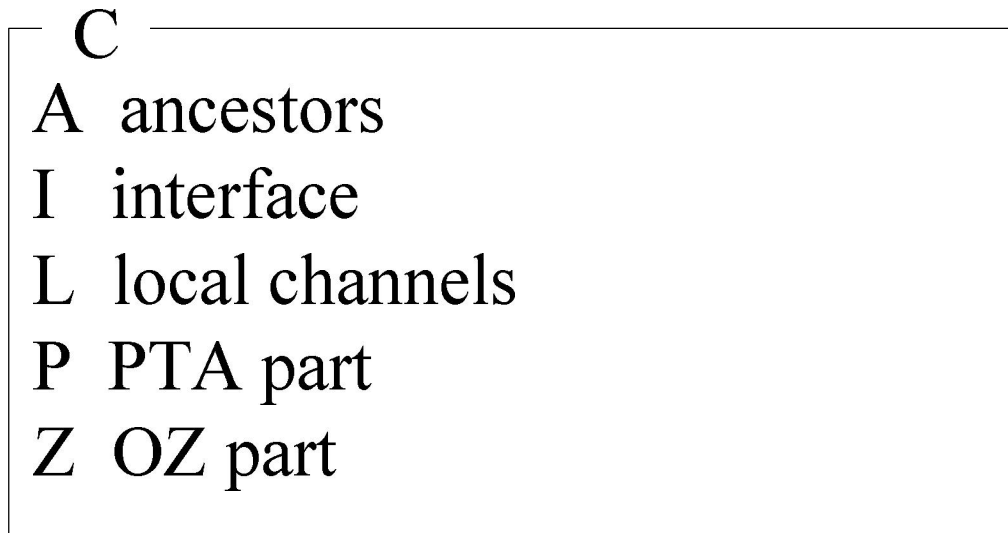 C
A ancestors
I interface
L local channels
P PTA part
Z OZ part